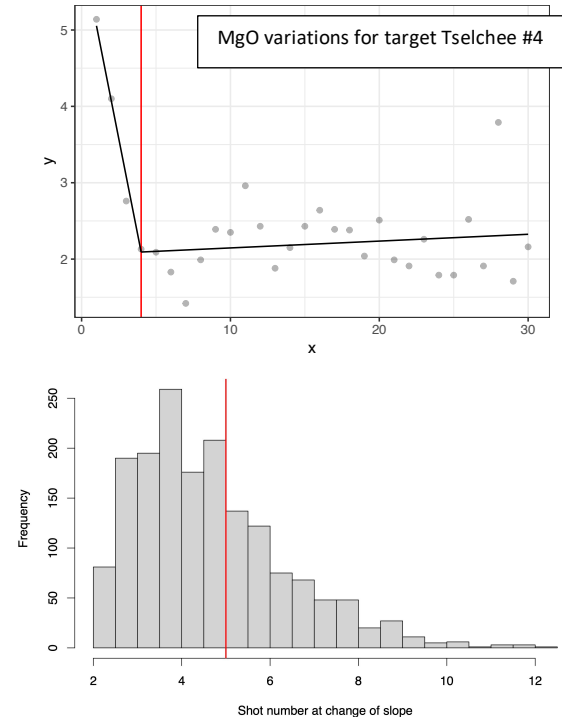 MgO variations for target Tselchee #4
5
4
3
2
y
0 10 20 30
x
250
200
150
100
50
0
Frequency
2 4 6 8 10 12
Shot number at change of slope